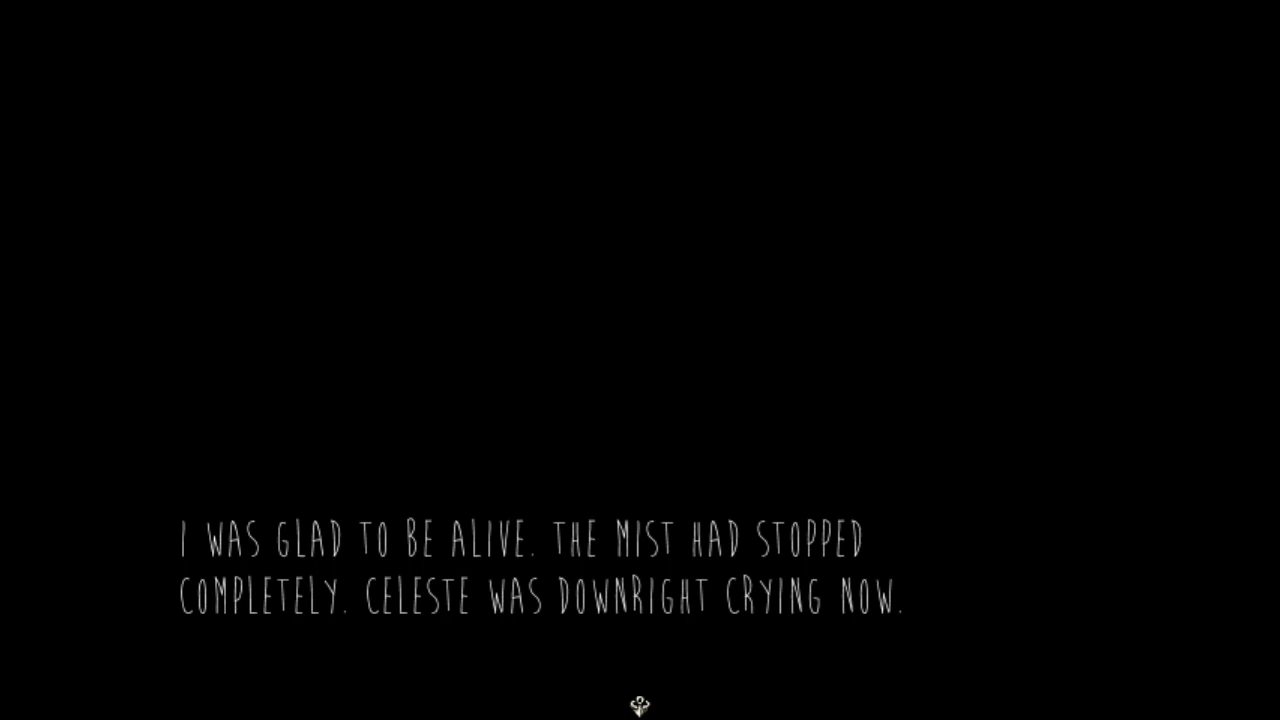 I WAS GLAD TO BE ALIVE. THE MIST HAD STOPPED
COMPLETELY. CELESTE WAS DOWNRIGHT CRYING NOW.